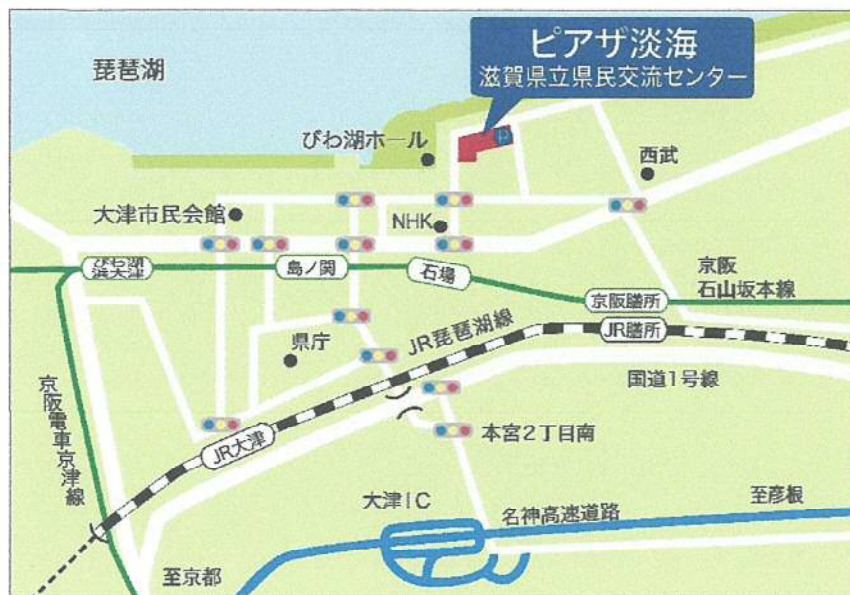 ピアザ淡海
滋賀県立県民交流センター
琵琶湖
びわ湖ホール
P
西武
大津市民会館
NHK
びわ湖
浜大津
島ノ関
石場
京阪
石山坂本線
京阪膳所
県庁
JR琵琶湖線
JR膳所
国道1号線
京阪電車京津線
JR大津
本宮2丁目南
大津IC
名神高速道路
至彦根
至京都